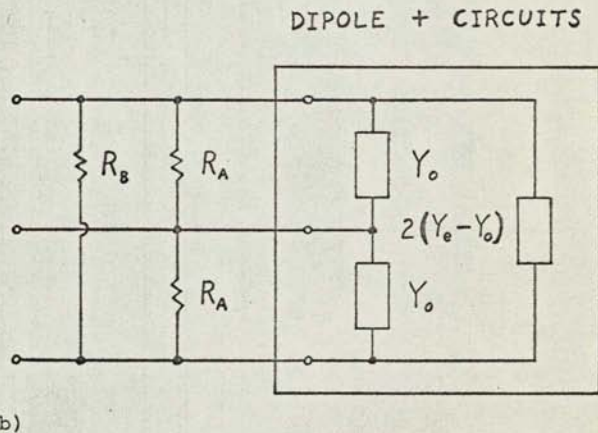 DIPOLE + CIRCUITS
R_B
R_A
Y_o
2(Y_e-Y_o)
R_A
Y_o
b)